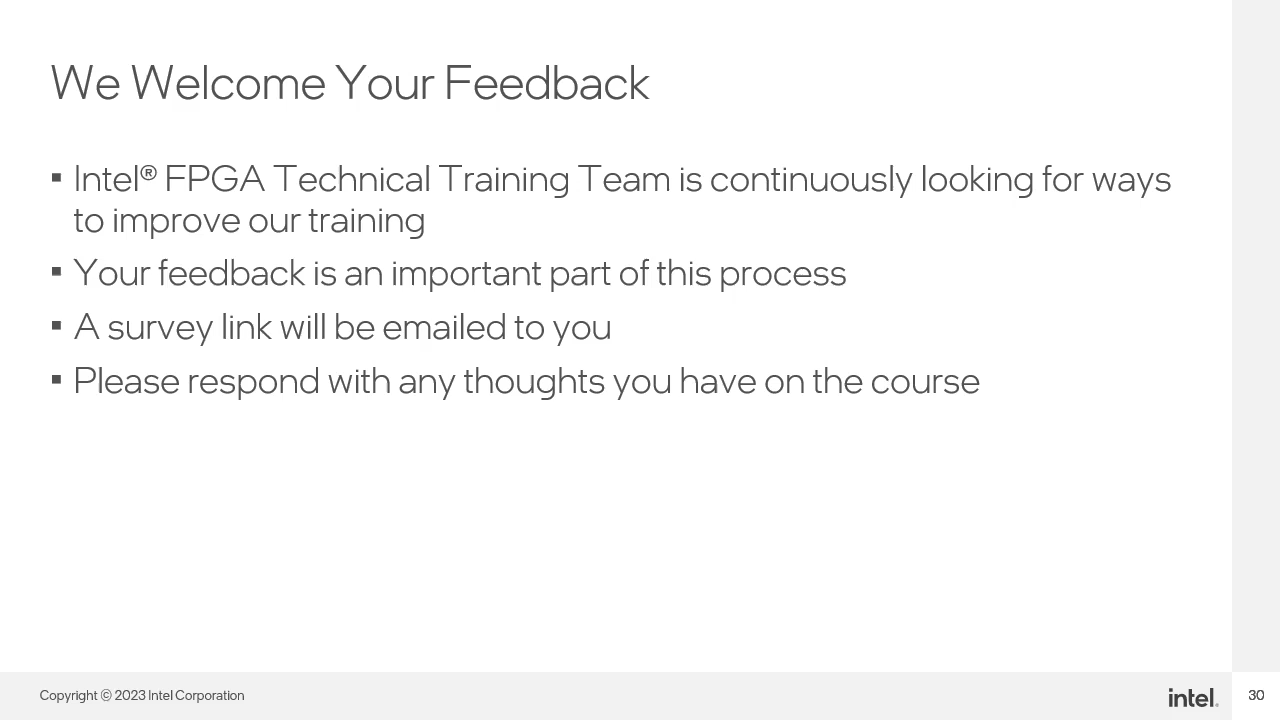 We Welcome Your Feedback
▪ Intel® FPGA Technical Training Team is continuously looking for ways
to improve our training
▪ Your feedback is an important part of this process
▪ A survey link will be emailed to you
▪ Please respond with any thoughts you have on the course
Copyright © 2023 Intel Corporation
intel.
30